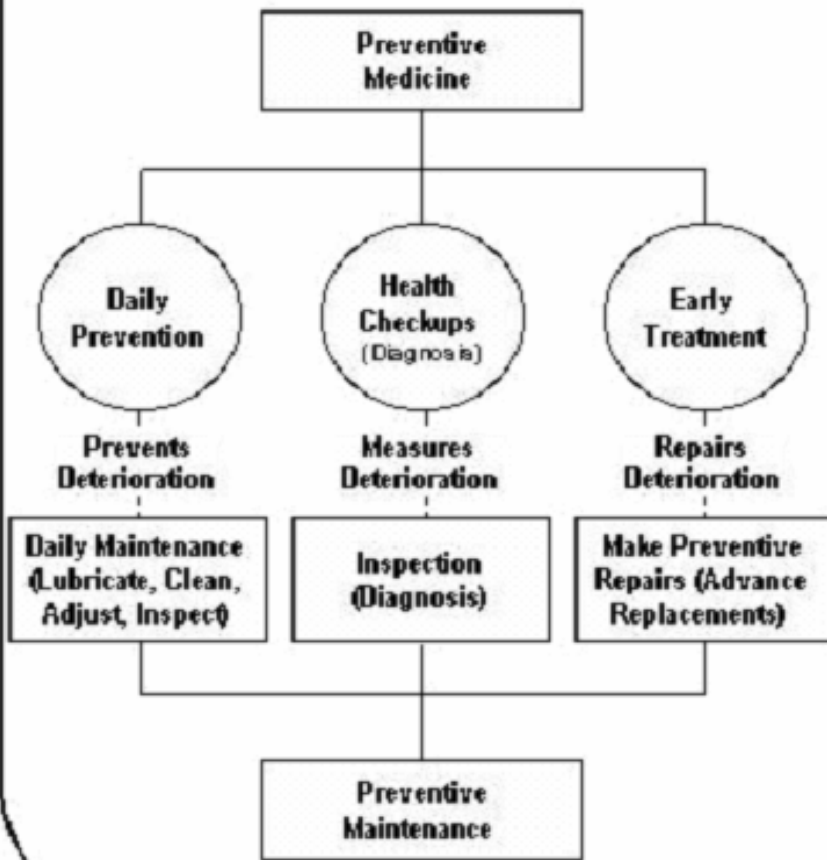 Preventive
Medicine
Daily
Prevention
Health
Checkups
(Diagnosis)
Early
Treatment
Prevents
Deterioration
Measures
Deterioration
Repairs
Deterioration
Daily Maintenance
(Lubricate, Clean,
Adjust, Inspect)
Inspection
(Diagnosis)
Make Preventive
Repairs (Advance
Replacements)
Preventive
Maintenance